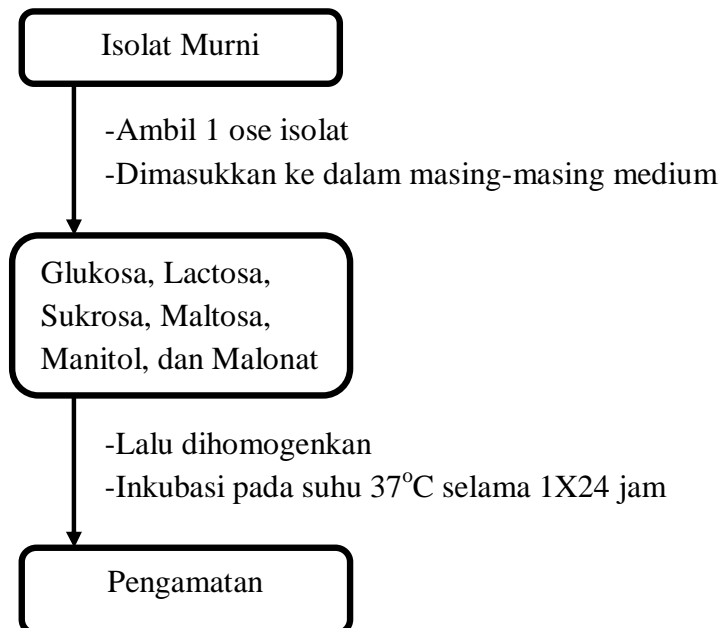 Isolat Murni
-Ambil 1 ose isolat
-Dimasukkan ke dalam masing-masing medium
Glukosa, Lactosa,
Sukrosa, Maltosa,
Manitol, dan Malonat
-Lalu dihomogenkan
-Inkubasi pada suhu 37°C selama 1X24 jam
Pengamatan